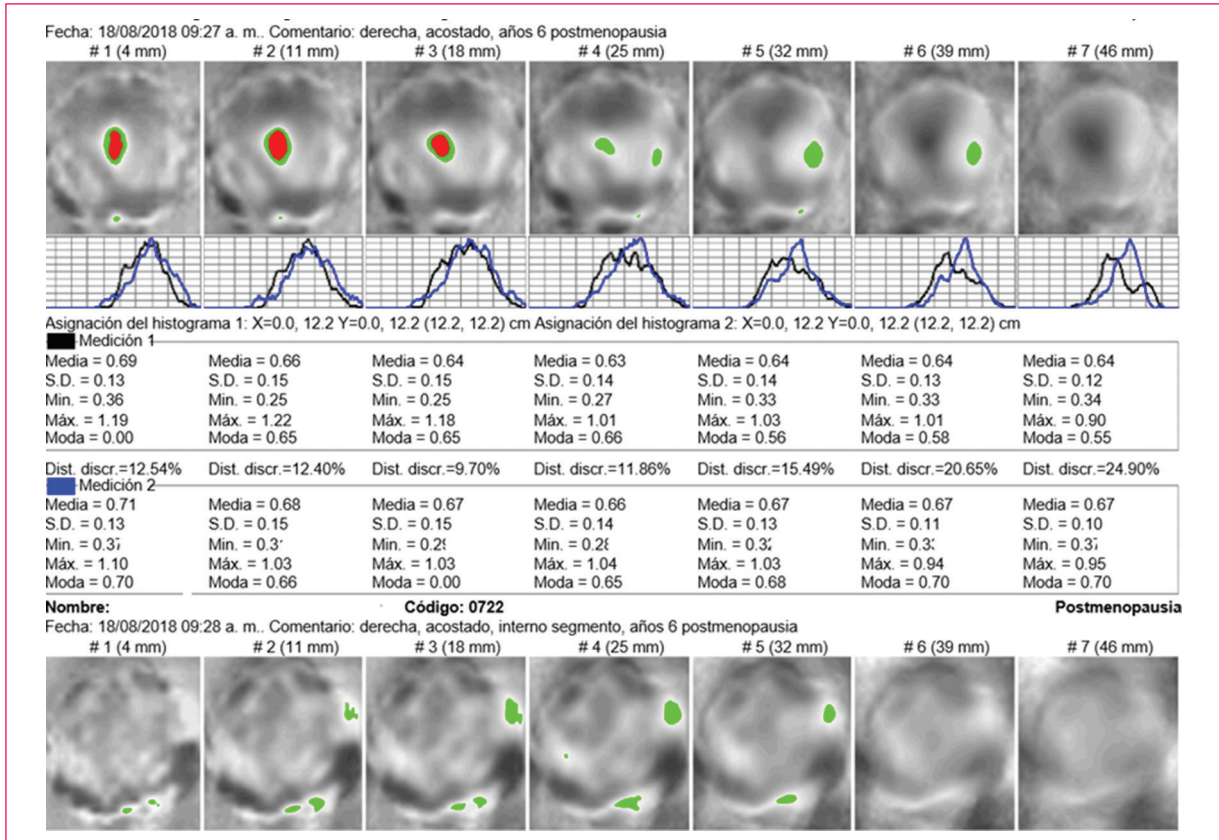 Fecha: 18/08/2018 09:27 a. m.. Comentario: derecha, acostado, años 6 postmenopausia
# 1 (4 mm) # 2 (11 mm) # 3 (18 mm) # 4 (25 mm) # 5 (32 mm) # 6 (39 mm) # 7 (46 mm)
Asignación del histograma 1: X=0.0, 12.2 Y=0.0, 12.2 (12.2, 12.2) cm Asignación del histograma 2: X=0.0, 12.2 Y=0.0, 12.2 (12.2, 12.2) cm
Medición 1
Media = 0.69 Media = 0.66 Media = 0.64 Media = 0.63 Media = 0.64 Media = 0.64 Media = 0.64
S.D. = 0.13 S.D. = 0.15 S.D. = 0.15 S.D. = 0.14 S.D. = 0.14 S.D. = 0.13 S.D. = 0.12
Min. = 0.36 Min. = 0.25 Min. = 0.25 Min. = 0.27 Min. = 0.33 Min. = 0.33 Min. = 0.34
Máx. = 1.19 Máx. = 1.22 Máx. = 1.18 Máx. = 1.01 Máx. = 1.03 Máx. = 1.01 Máx. = 0.90
Moda = 0.00 Moda = 0.65 Moda = 0.65 Moda = 0.66 Moda = 0.56 Moda = 0.58 Moda = 0.55
Dist. discr.=12.54% Dist. discr.=12.40% Dist. discr.=9.70% Dist. discr.=11.86% Dist. discr.=15.49% Dist. discr.=20.65% Dist. discr.=24.90%
Medición 2
Media = 0.71 Media = 0.68 Media = 0.67 Media = 0.66 Media = 0.67 Media = 0.67 Media = 0.67
S.D. = 0.13 S.D. = 0.15 S.D. = 0.15 S.D. = 0.14 S.D. = 0.13 S.D. = 0.11 S.D. = 0.10
Min. = Min. = Min. = Min. = Min. = Min. = Min. =
Máx. = 1.10 Máx. = 1.03 Máx. = 1.03 Máx. = 1.04 Máx. = 1.03 Máx. = 0.94 Máx. = 0.95
Moda = 0.70 Moda = 0.66 Moda = 0.00 Moda = 0.65 Moda = 0.68 Moda = 0.70 Moda = 0.70
Nombre: Código: 0722 Postmenopausia
Fecha: 18/08/2018 09:28 a. m.. Comentario: derecha, acostado, interno segmento, años 6 postmenopausia
# 1 (4 mm) # 2 (11 mm) # 3 (18 mm) # 4 (25 mm) # 5 (32 mm) # 6 (39 mm) # 7 (46 mm)